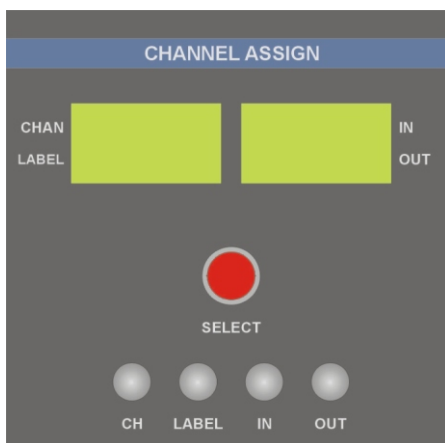 CHANNEL ASSIGN
CHAN IN
LABEL OUT
SELECT
CH LABEL IN OUT